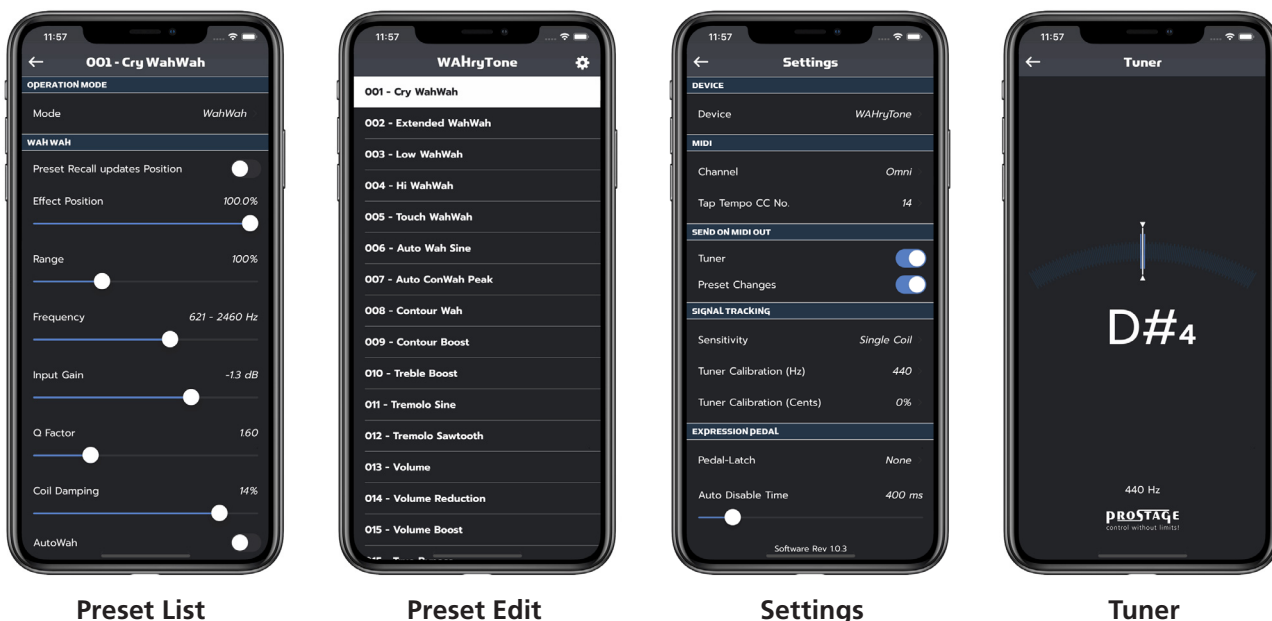 11:57
001 - Cry WahWah
OPERATION MODE
Mode WahWah
WAH WAH
Preset Recall updates Position
Effect Position 100.0%
Range 100%
Frequency 621 - 2460 Hz
Input Gain -1.3 dB
Q Factor 1.60
Coil Damping 14%
AutoWah
Preset List
11:57
WAHryTone
001 - Cry WahWah
002 - Extended WahWah
003 - Low WahWah
004 - Hi WahWah
005 - Touch WahWah
006 - Auto Wah Sine
007 - Auto ConWah Peak
008 - Contour Wah
009 - Contour Boost
010 - Treble Boost
011 - Tremolo Sine
012 - Tremolo Sawtooth
013 - Volume
014 - Volume Reduction
015 - Volume Boost
Preset Edit
11:57
Settings
DEVICE
Device WAHryTone
MIDI
Channel Omni
Tap Tempo CC No. 14
SEND ON MIDI OUT
Tuner
Preset Changes
SIGNAL TRACKING
Sensitivity Single Coil
Tuner Calibration (Hz) 440
Tuner Calibration (Cents) 0%
EXPRESSION PEDAL
Pedal-Latch None
Auto Disable Time 400 ms
Software Rev 1.0.3
Settings
11:57
Tuner
D#4
440 Hz
PROSTAGE
control without limits!
Tuner